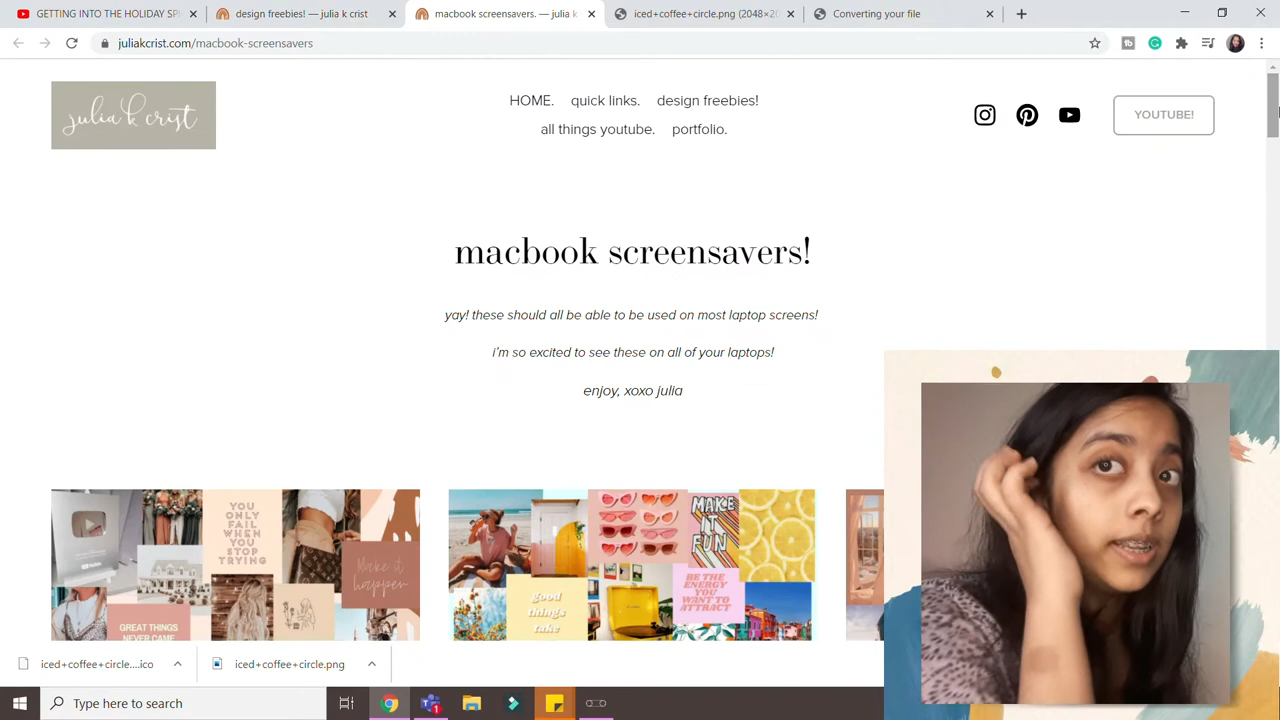 GETTING INTO THE HOLIDAY SPI
design freebies! — julia k crist
macbook screensavers. — julia k
iced+coffee+circle.png (2048×20
Converting your file
juliakcrist.com/macbook-screensavers
julia k crist
HOME. quick links. design freebies!
all things youtube. portfolio.
YOUTUBE!
macbook screensavers!
yay! these should all be able to be used on most laptop screens!
i'm so excited to see these on all of your laptops!
enjoy, xoxo julia
YOU
ONLY
FAIL
WHEN
YOU
STOP
TRYING
Make it
happen
GREAT THINGS
NEVER CAME
MAKE
IT
FUN
good
things
take
BE THE
ENERGY
YOU
WANT TO
ATTRACT
iced+coffee+circle....ico
iced+coffee+circle.png
Type here to search
1